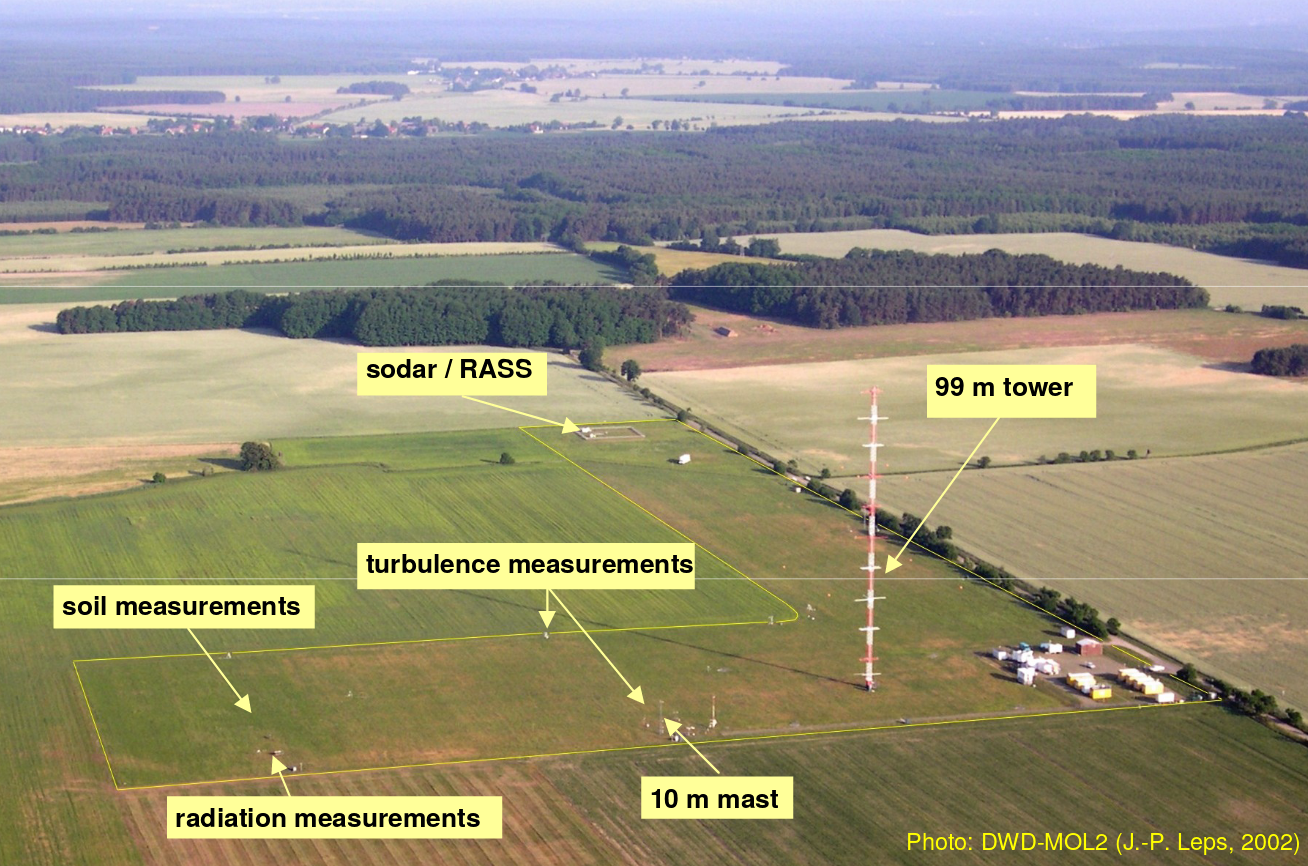 sodar / RASS
99 m tower
turbulence measurements
soil measurements
10 m mast
radiation measurements
Photo: DWD-MOL2 (J.-P. Leps, 2002)